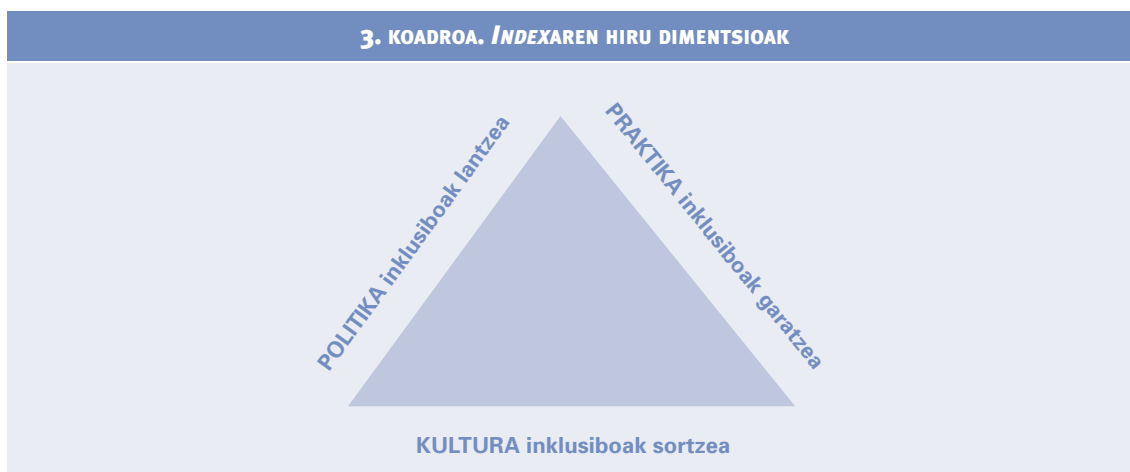 3. KOADROA. INDEXAREN HIRU DIMENTSIOAK
POLITIKA inklusiboak lantzea
PRAKTIKA inklusiboak garatzea
KULTURA inklusiboak sortzea